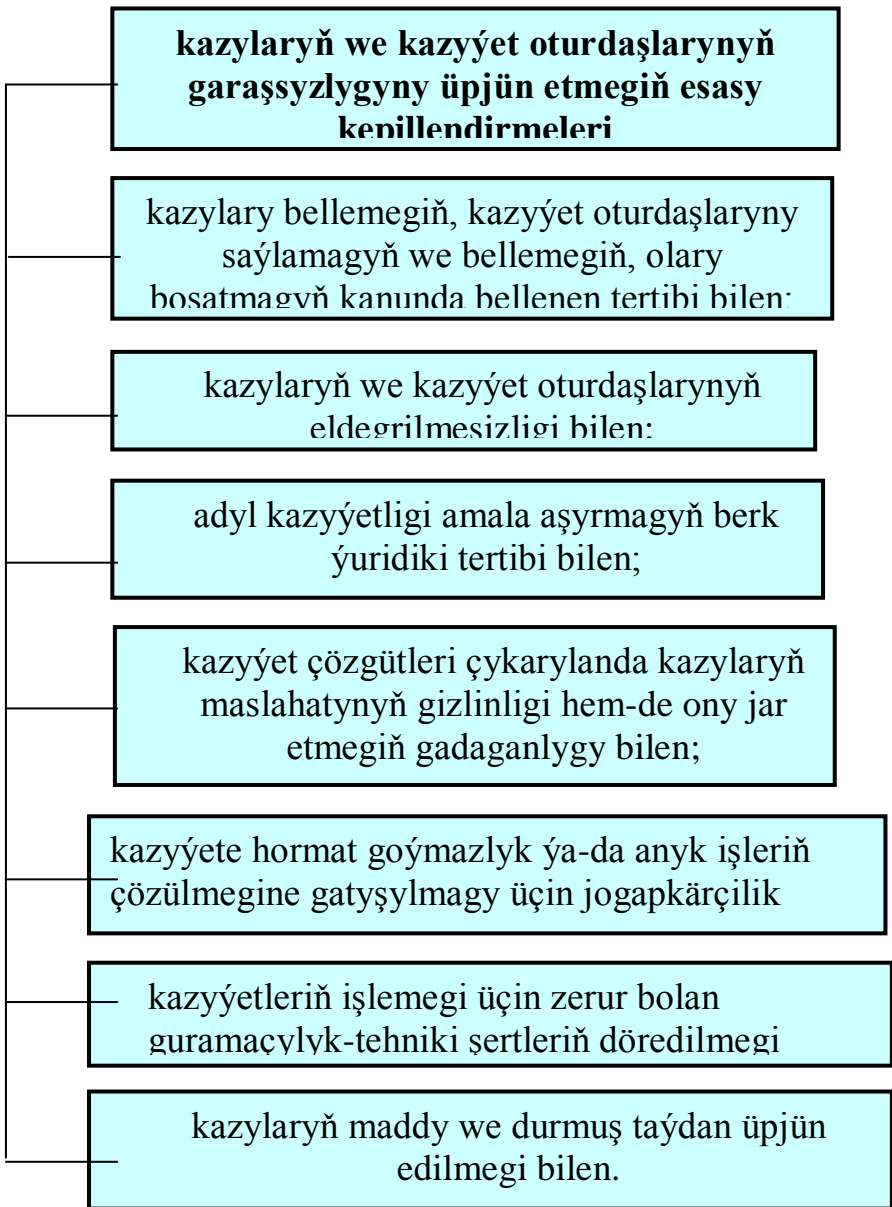 kazylaryň we kazyýet oturdaşlarynyň
garaşsyzlygyny üpjün etmegiň esasy
kepillendirmeleri
kazylary bellemegiň, kazyýet oturdaşlaryny
saýlamagyň we bellemegiň, olary
boşatmagyň kanunda bellenen tertibi bilen;
kazylaryň we kazyýet oturdaşlarynyň
eldegrilmesizligi bilen;
adyl kazyýetligi amala aşyrmagyň berk
ýuridiki tertibi bilen;
kazyýet çözgütleri çykarylanda kazylaryň
maslahatynyň gizlinligi hem-de ony jar
etmegiň gadaganlygy bilen;
kazyýete hormat goýmazlyk ýa-da anyk işleriň
çözülmegine gatyşylmagy üçin jogapkärçilik
kazyýetleriň işlemegi üçin zerur bolan
guramaçylyk-tehniki şertleriň döredilmegi
kazylaryň maddy we durmuş taýdan üpjün
edilmegi bilen.